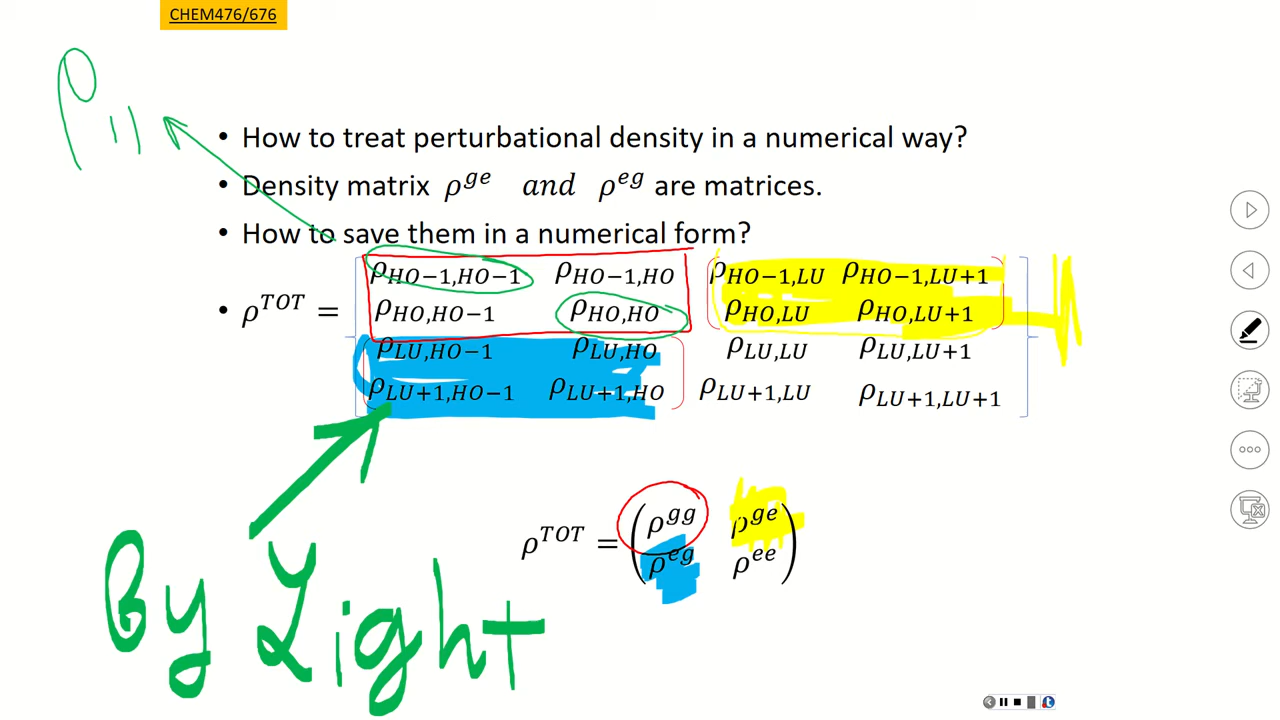 CHEM476/676
ρ11
• How to treat perturbational density in a numerical way?
• Density matrix ρ^ge and ρ^eg are matrices.
• How to save them in a numerical form?
ρ_HO−1,HO−1 ρ_HO−1,HO ρ_HO−1,LU ρ_HO−1,LU+1
• ρ^TOT = ρ_HO,HO−1 ρ_HO,HO ρ_HO,LU ρ_HO,LU+1
ρ_LU,HO−1 ρ_LU,HO ρ_LU,LU ρ_LU,LU+1
ρ_LU+1,HO−1 ρ_LU+1,HO ρ_LU+1,LU ρ_LU+1,LU+1
ρ^gg ρ^ge
ρ^TOT =
ρ^eg ρ^ee
By Light